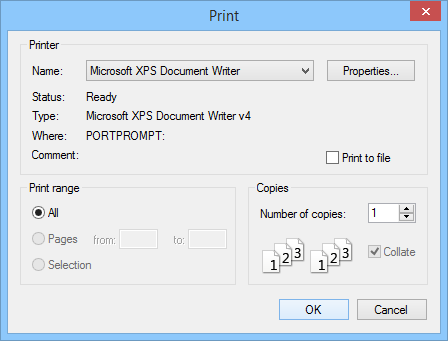 Print
Printer
Name: Microsoft XPS Document Writer Properties...
Status: Ready
Type: Microsoft XPS Document Writer v4
Where: PORTPROMPT:
Comment:
Print to file
Print range
All
Pages from: to:
Selection
Copies
Number of copies: 1
1 2 3 1 2 3
Collate
OK Cancel